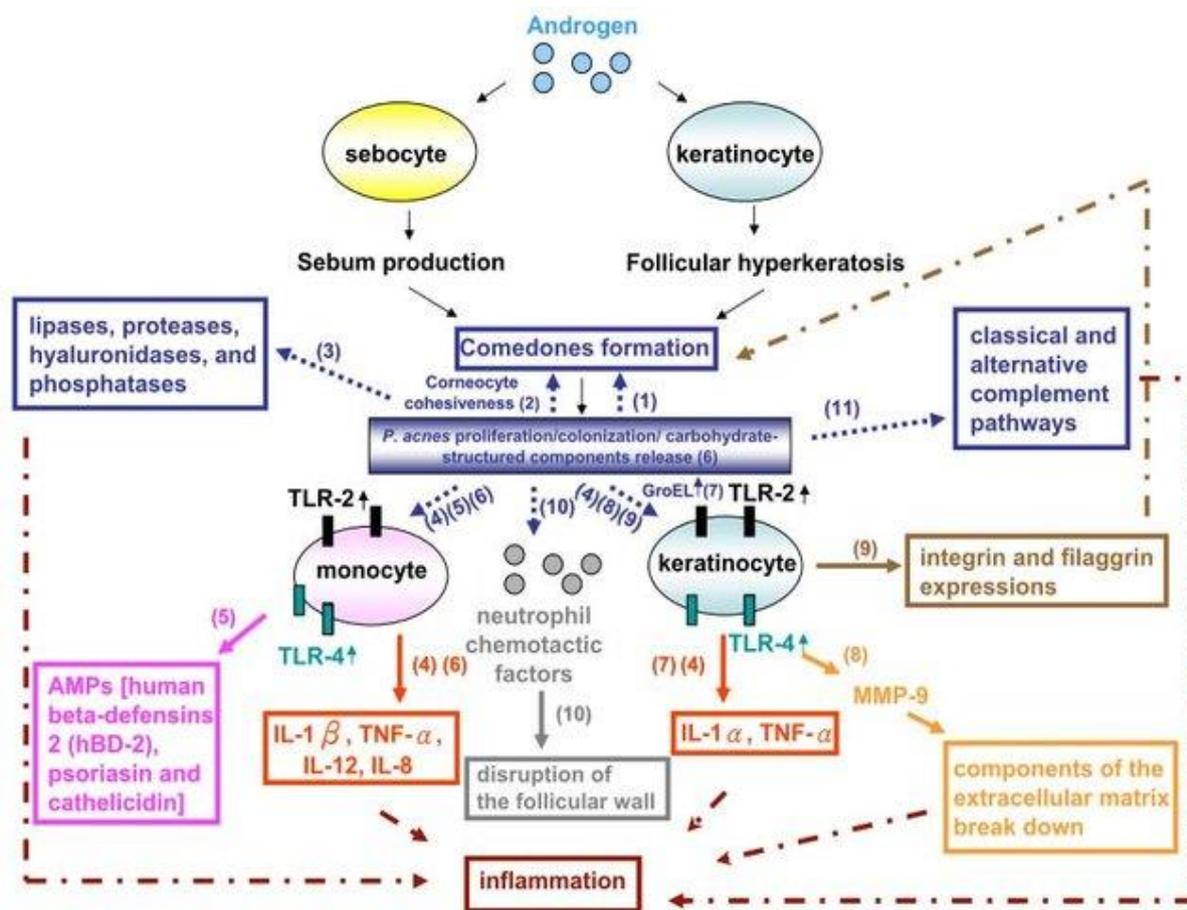 Androgen
sebocyte
keratinocyte
Sebum production
Follicular hyperkeratosis
lipases, proteases,
hyaluronidases, and
phosphatases
(3)
Comedones formation
classical and
alternative
complement
pathways
(11)
Corneocyte
cohesiveness (2)
(1)
P. acnes proliferation/colonization/ carbohydrate-
structured components release (6)
TLR-2
(4)(5)(6)
(10)
(4)(8)(9)
GroEL (7)
TLR-2
monocyte
keratinocyte
(9)
integrin and filaggrin
expressions
neutrophil
chemotactic
factors
(5)
TLR-4
(4) (6)
(7) (4)
TLR-4
(8)
MMP-9
AMPs [human
beta-defensins
2 (hBD-2),
psoriasin and
cathelicidin]
IL-1 β, TNF-α,
IL-12, IL-8
(10)
IL-1 α, TNF-α
disruption of
the follicular wall
components of the
extracellular matrix
break down
inflammation